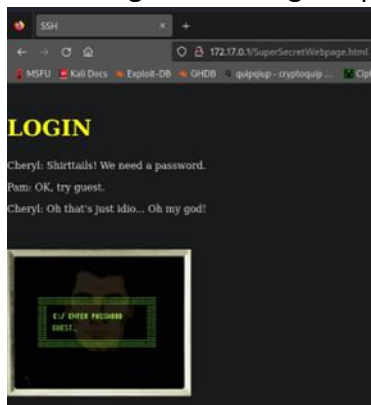 SSH
172.17.0.1/SuperSecretWebpage.html
MSFU Kali Docs Exploit-DB GHDB quipqiup - cryptoquip ...
LOGIN
Cheryl: Shirttails! We need a password.
Pam: OK, try guest.
Cheryl: Oh that's just idio... Oh my god!
C:/ ENTER PASSWORD
GUEST_